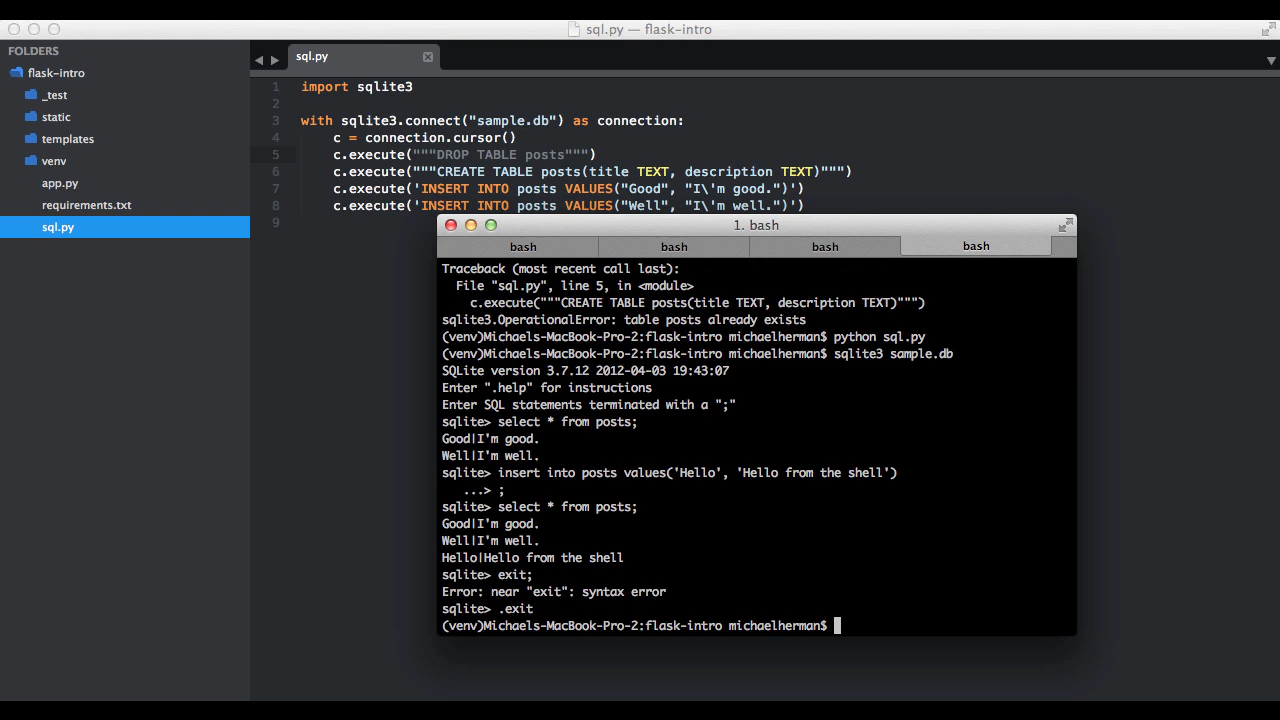 sql.py — flask-intro
FOLDERS
flask-intro
_test
static
templates
venv
app.py
requirements.txt
sql.py
sql.py
1 import sqlite3
2
3 with sqlite3.connect("sample.db") as connection:
4 c = connection.cursor()
5 c.execute("""DROP TABLE posts""")
6 c.execute("""CREATE TABLE posts(title TEXT, description TEXT)""")
7 c.execute('INSERT INTO posts VALUES("Good", "I\'m good.")')
8 c.execute('INSERT INTO posts VALUES("Well", "I\'m well.")')
9
1. bash
bash bash bash bash
Traceback (most recent call last):
File "sql.py", line 5, in <module>
c.execute("""CREATE TABLE posts(title TEXT, description TEXT)""")
sqlite3.OperationalError: table posts already exists
(venv)Michaels-MacBook-Pro-2:flask-intro michaelherman$ python sql.py
(venv)Michaels-MacBook-Pro-2:flask-intro michaelherman$ sqlite3 sample.db
SQLite version 3.7.12 2012-04-03 19:43:07
Enter ".help" for instructions
Enter SQL statements terminated with a ";"
sqlite> select * from posts;
Good|I'm good.
Well|I'm well.
sqlite> insert into posts values('Hello', 'Hello from the shell')
...> ;
sqlite> select * from posts;
Good|I'm good.
Well|I'm well.
Hello|Hello from the shell
sqlite> exit;
Error: near "exit": syntax error
sqlite> .exit
(venv)Michaels-MacBook-Pro-2:flask-intro michaelherman$